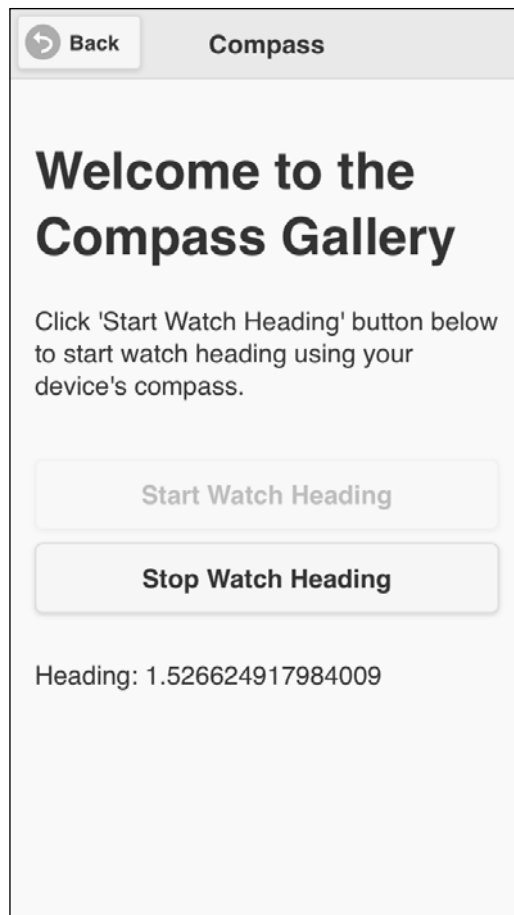 Back
Compass
Welcome to the
Compass Gallery
Click 'Start Watch Heading' button below
to start watch heading using your
device's compass.
Start Watch Heading
Stop Watch Heading
Heading: 1.526624917984009